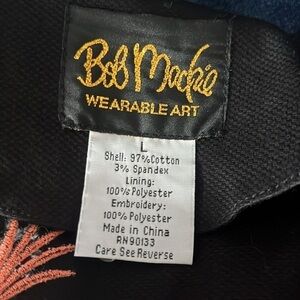 Bob Mackie
WEARABLE ART
L
Shell: 97%Cotton
3% Spandex
Lining:
100%Polyester
Embroidery:
100%Polyester
Made in China
RN90133
Care See Reverse